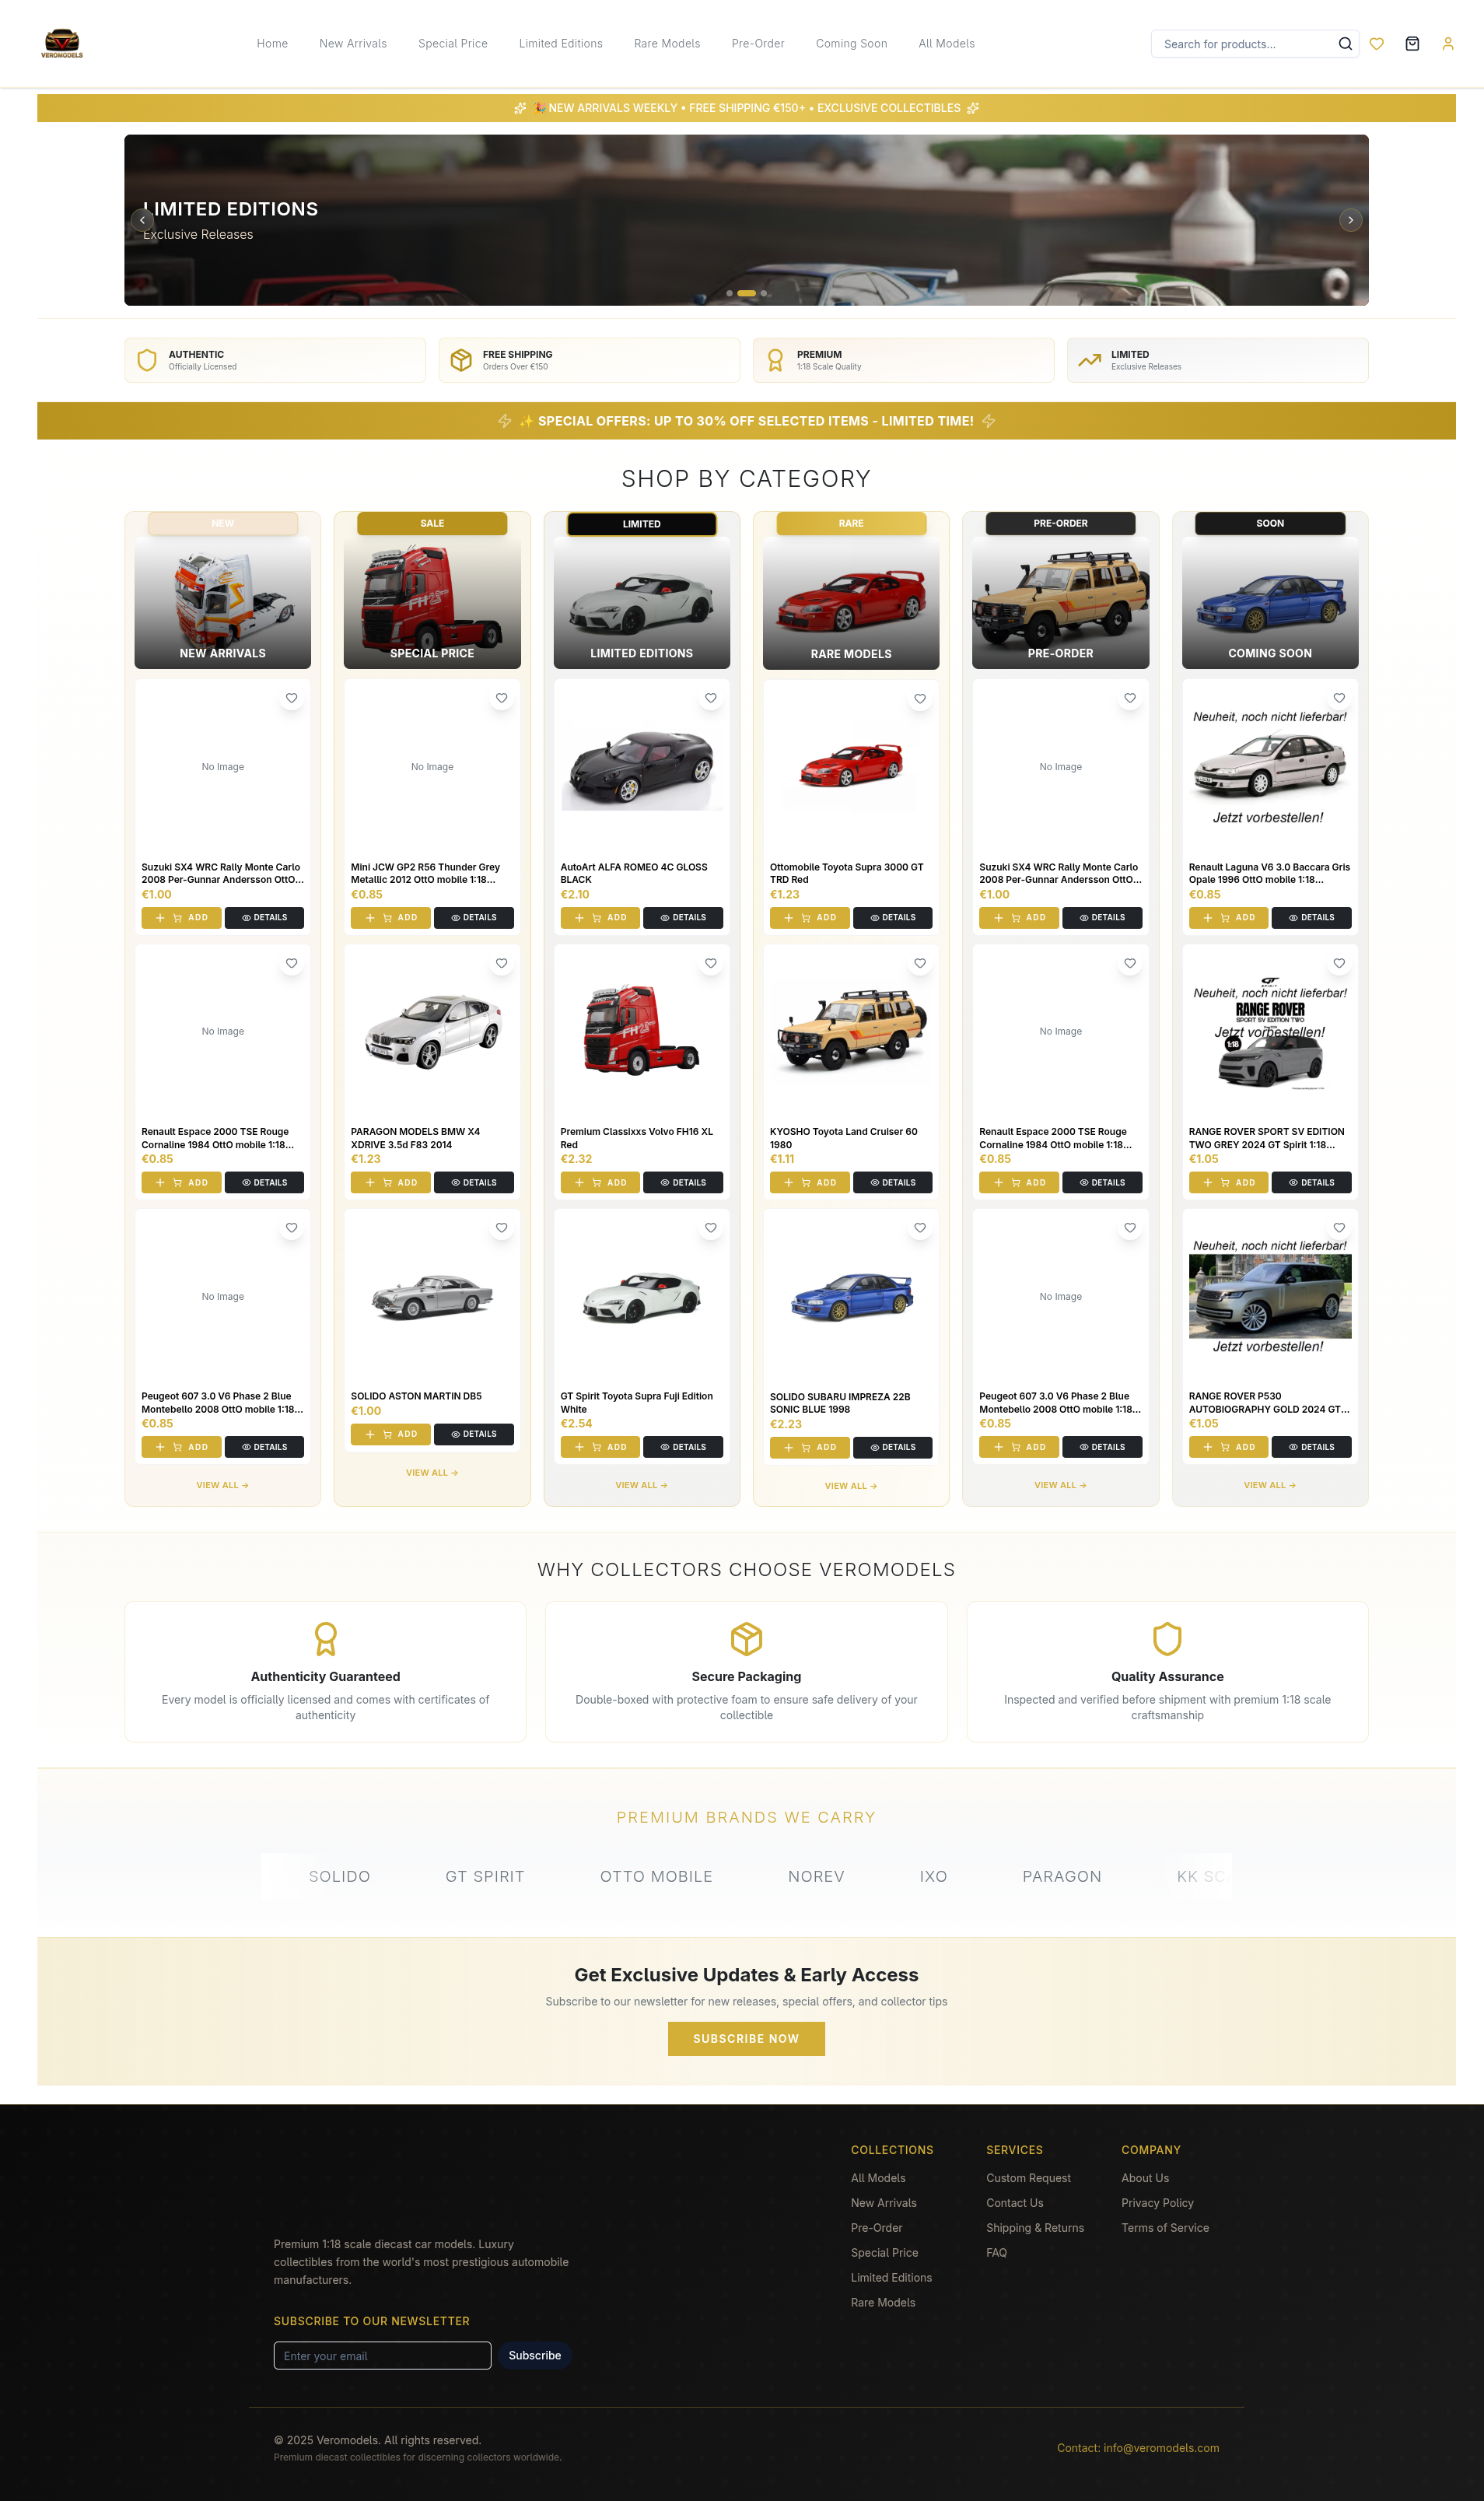 VEROMODELS
Home
New Arrivals
Special Price
Limited Editions
Rare Models
Pre-Order
Coming Soon
All Models
Search for products...
🎉 NEW ARRIVALS WEEKLY • FREE SHIPPING €150+ • EXCLUSIVE COLLECTIBLES
LIMITED EDITIONS
Exclusive Releases
AUTHENTIC
Officially Licensed
FREE SHIPPING
Orders Over €150
PREMIUM
1:18 Scale Quality
LIMITED
Exclusive Releases
✨ SPECIAL OFFERS: UP TO 30% OFF SELECTED ITEMS - LIMITED TIME!
SHOP BY CATEGORY
NEW
NEW ARRIVALS
No Image
Suzuki SX4 WRC Rally Monte Carlo
2008 Per-Gunnar Andersson OttO...
€1.00
ADD
DETAILS
No Image
Renault Espace 2000 TSE Rouge
Cornaline 1984 OttO mobile 1:18...
€0.85
ADD
DETAILS
No Image
Peugeot 607 3.0 V6 Phase 2 Blue
Montebello 2008 OttO mobile 1:18...
€0.85
ADD
DETAILS
VIEW ALL →
SALE
SPECIAL PRICE
No Image
Mini JCW GP2 R56 Thunder Grey
Metallic 2012 OttO mobile 1:18...
€0.85
ADD
DETAILS
PARAGON MODELS BMW X4
XDRIVE 3.5d F83 2014
€1.23
ADD
DETAILS
SOLIDO ASTON MARTIN DB5
€1.00
ADD
DETAILS
VIEW ALL →
LIMITED
LIMITED EDITIONS
AutoArt ALFA ROMEO 4C GLOSS
BLACK
€2.10
ADD
DETAILS
Premium Classixxs Volvo FH16 XL
Red
€2.32
ADD
DETAILS
GT Spirit Toyota Supra Fuji Edition
White
€2.54
ADD
DETAILS
VIEW ALL →
RARE
RARE MODELS
Ottomobile Toyota Supra 3000 GT
TRD Red
€1.23
ADD
DETAILS
KYOSHO Toyota Land Cruiser 60
1980
€1.11
ADD
DETAILS
SOLIDO SUBARU IMPREZA 22B
SONIC BLUE 1998
€2.23
ADD
DETAILS
VIEW ALL →
PRE-ORDER
PRE-ORDER
No Image
Suzuki SX4 WRC Rally Monte Carlo
2008 Per-Gunnar Andersson OttO...
€1.00
ADD
DETAILS
No Image
Renault Espace 2000 TSE Rouge
Cornaline 1984 OttO mobile 1:18...
€0.85
ADD
DETAILS
No Image
Peugeot 607 3.0 V6 Phase 2 Blue
Montebello 2008 OttO mobile 1:18...
€0.85
ADD
DETAILS
VIEW ALL →
SOON
COMING SOON
Neuheit, noch nicht lieferbar!
Jetzt vorbestellen!
Renault Laguna V6 3.0 Baccara Gris
Opale 1996 OttO mobile 1:18...
€0.85
ADD
DETAILS
GT
Neuheit, noch nicht lieferbar!
RANGE ROVER
SPORT SV EDITION TWO
Jetzt vorbestellen!
1:18
RANGE ROVER SPORT SV EDITION
TWO GREY 2024 GT Spirit 1:18...
€1.05
ADD
DETAILS
Neuheit, noch nicht lieferbar!
Jetzt vorbestellen!
RANGE ROVER P530
AUTOBIOGRAPHY GOLD 2024 GT...
€1.05
ADD
DETAILS
VIEW ALL →
WHY COLLECTORS CHOOSE VEROMODELS
Authenticity Guaranteed
Every model is officially licensed and comes with certificates of
authenticity
Secure Packaging
Double-boxed with protective foam to ensure safe delivery of your
collectible
Quality Assurance
Inspected and verified before shipment with premium 1:18 scale
craftsmanship
PREMIUM BRANDS WE CARRY
SOLIDO
GT SPIRIT
OTTO MOBILE
NOREV
IXO
PARAGON
KK SC
Get Exclusive Updates & Early Access
Subscribe to our newsletter for new releases, special offers, and collector tips
SUBSCRIBE NOW
Premium 1:18 scale diecast car models. Luxury
collectibles from the world's most prestigious automobile
manufacturers.
SUBSCRIBE TO OUR NEWSLETTER
Enter your email
Subscribe
COLLECTIONS
All Models
New Arrivals
Pre-Order
Special Price
Limited Editions
Rare Models
SERVICES
Custom Request
Contact Us
Shipping & Returns
FAQ
COMPANY
About Us
Privacy Policy
Terms of Service
© 2025 Veromodels. All rights reserved.
Premium diecast collectibles for discerning collectors worldwide.
Contact: info@veromodels.com